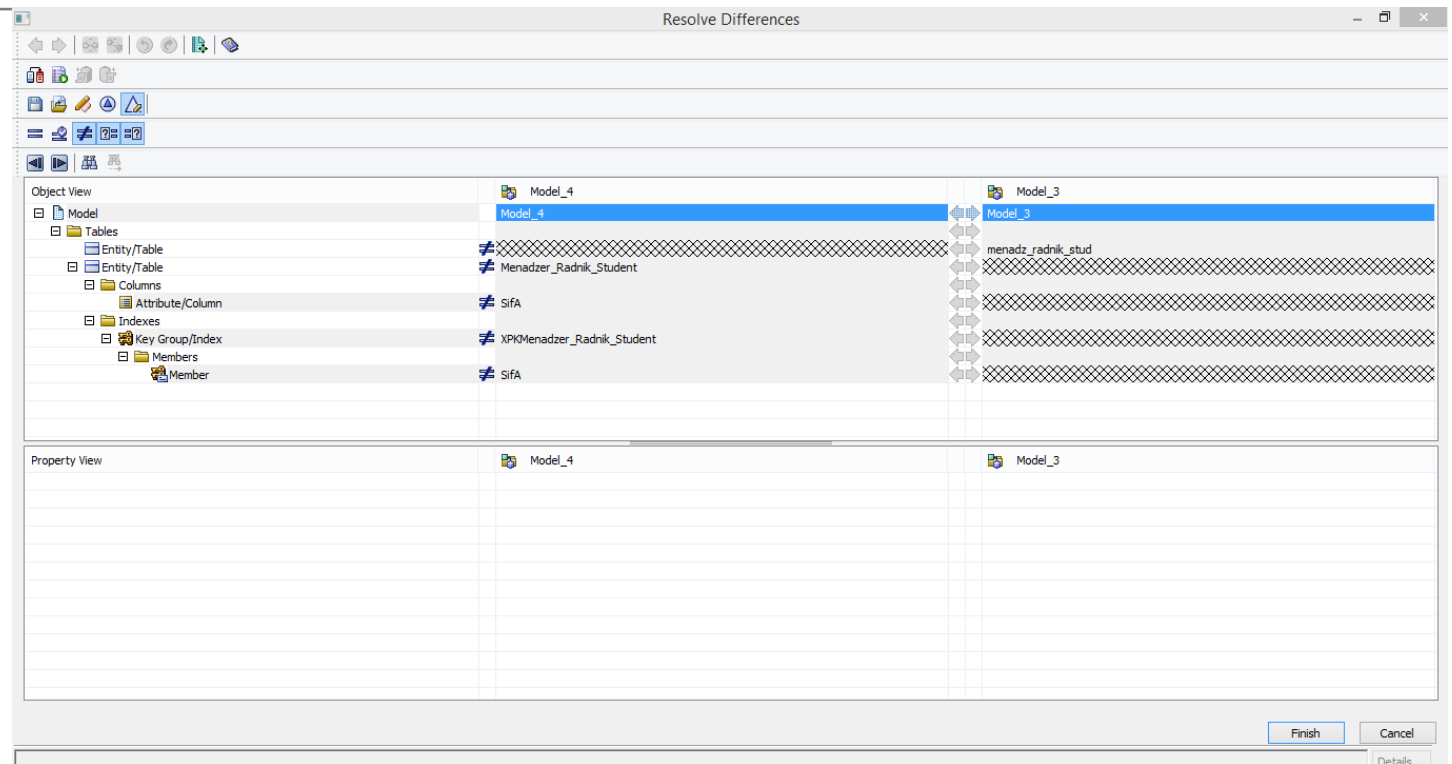 Resolve Differences
Object View Model_4 Model_3
Model Model_4 Model_3
Tables
Entity/Table menadz_radnik_stud
Entity/Table Menadzer_Radnik_Student
Columns
Attribute/Column SifA
Indexes
Key Group/Index XPKMenadzer_Radnik_Student
Members
Member SifA
Property View Model_4 Model_3
Finish Cancel
Details...